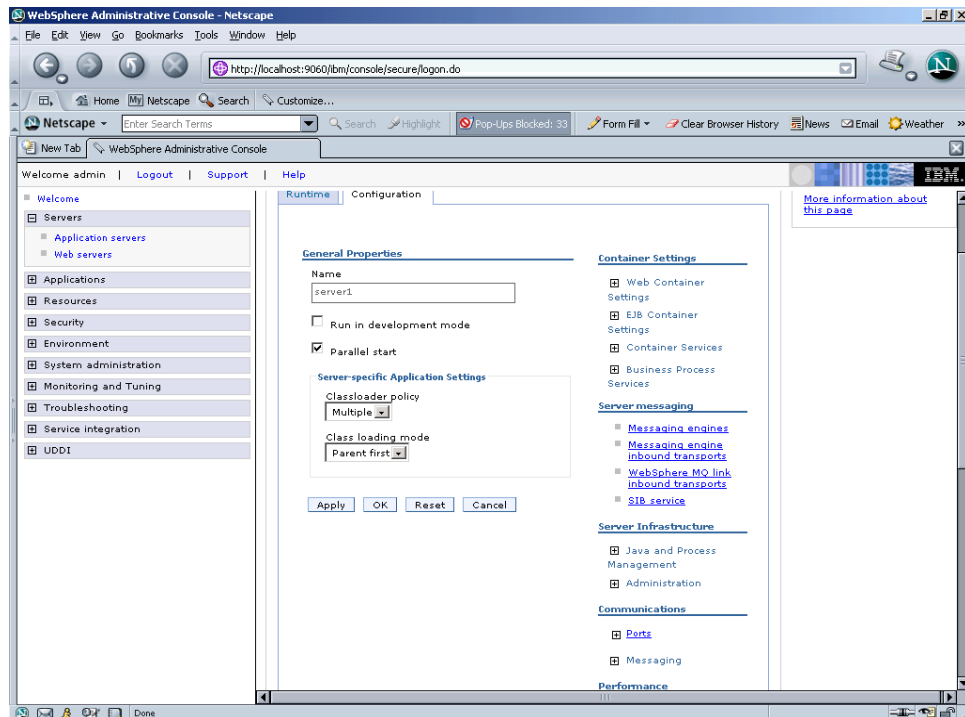 WebSphere Administrative Console - Netscape
File Edit View Go Bookmarks Tools Window Help
http://localhost:9060/ibm/console/secure/logon.do
Home My Netscape Search Customize...
Netscape Enter Search Terms Search Highlight Pop-Ups Blocked: 33 Form Fill Clear Browser History News Email Weather »
New Tab WebSphere Administrative Console
Welcome admin | Logout | Support | Help IBM.
Welcome
Servers
Application servers
Web servers
Applications
Resources
Security
Environment
System administration
Monitoring and Tuning
Troubleshooting
Service integration
UDDI
Runtime Configuration
General Properties
Name
server1
Run in development mode
Parallel start
Server-specific Application Settings
Classloader policy
Multiple
Class loading mode
Parent first
Apply OK Reset Cancel
Container Settings
Web Container
Settings
EJB Container
Settings
Container Services
Business Process
Services
Server messaging
Messaging engines
Messaging engine
inbound transports
WebSphere MQ link
inbound transports
SIB service
Server Infrastructure
Java and Process
Management
Administration
Communications
Ports
Messaging
Performance
More information about
this page
Done